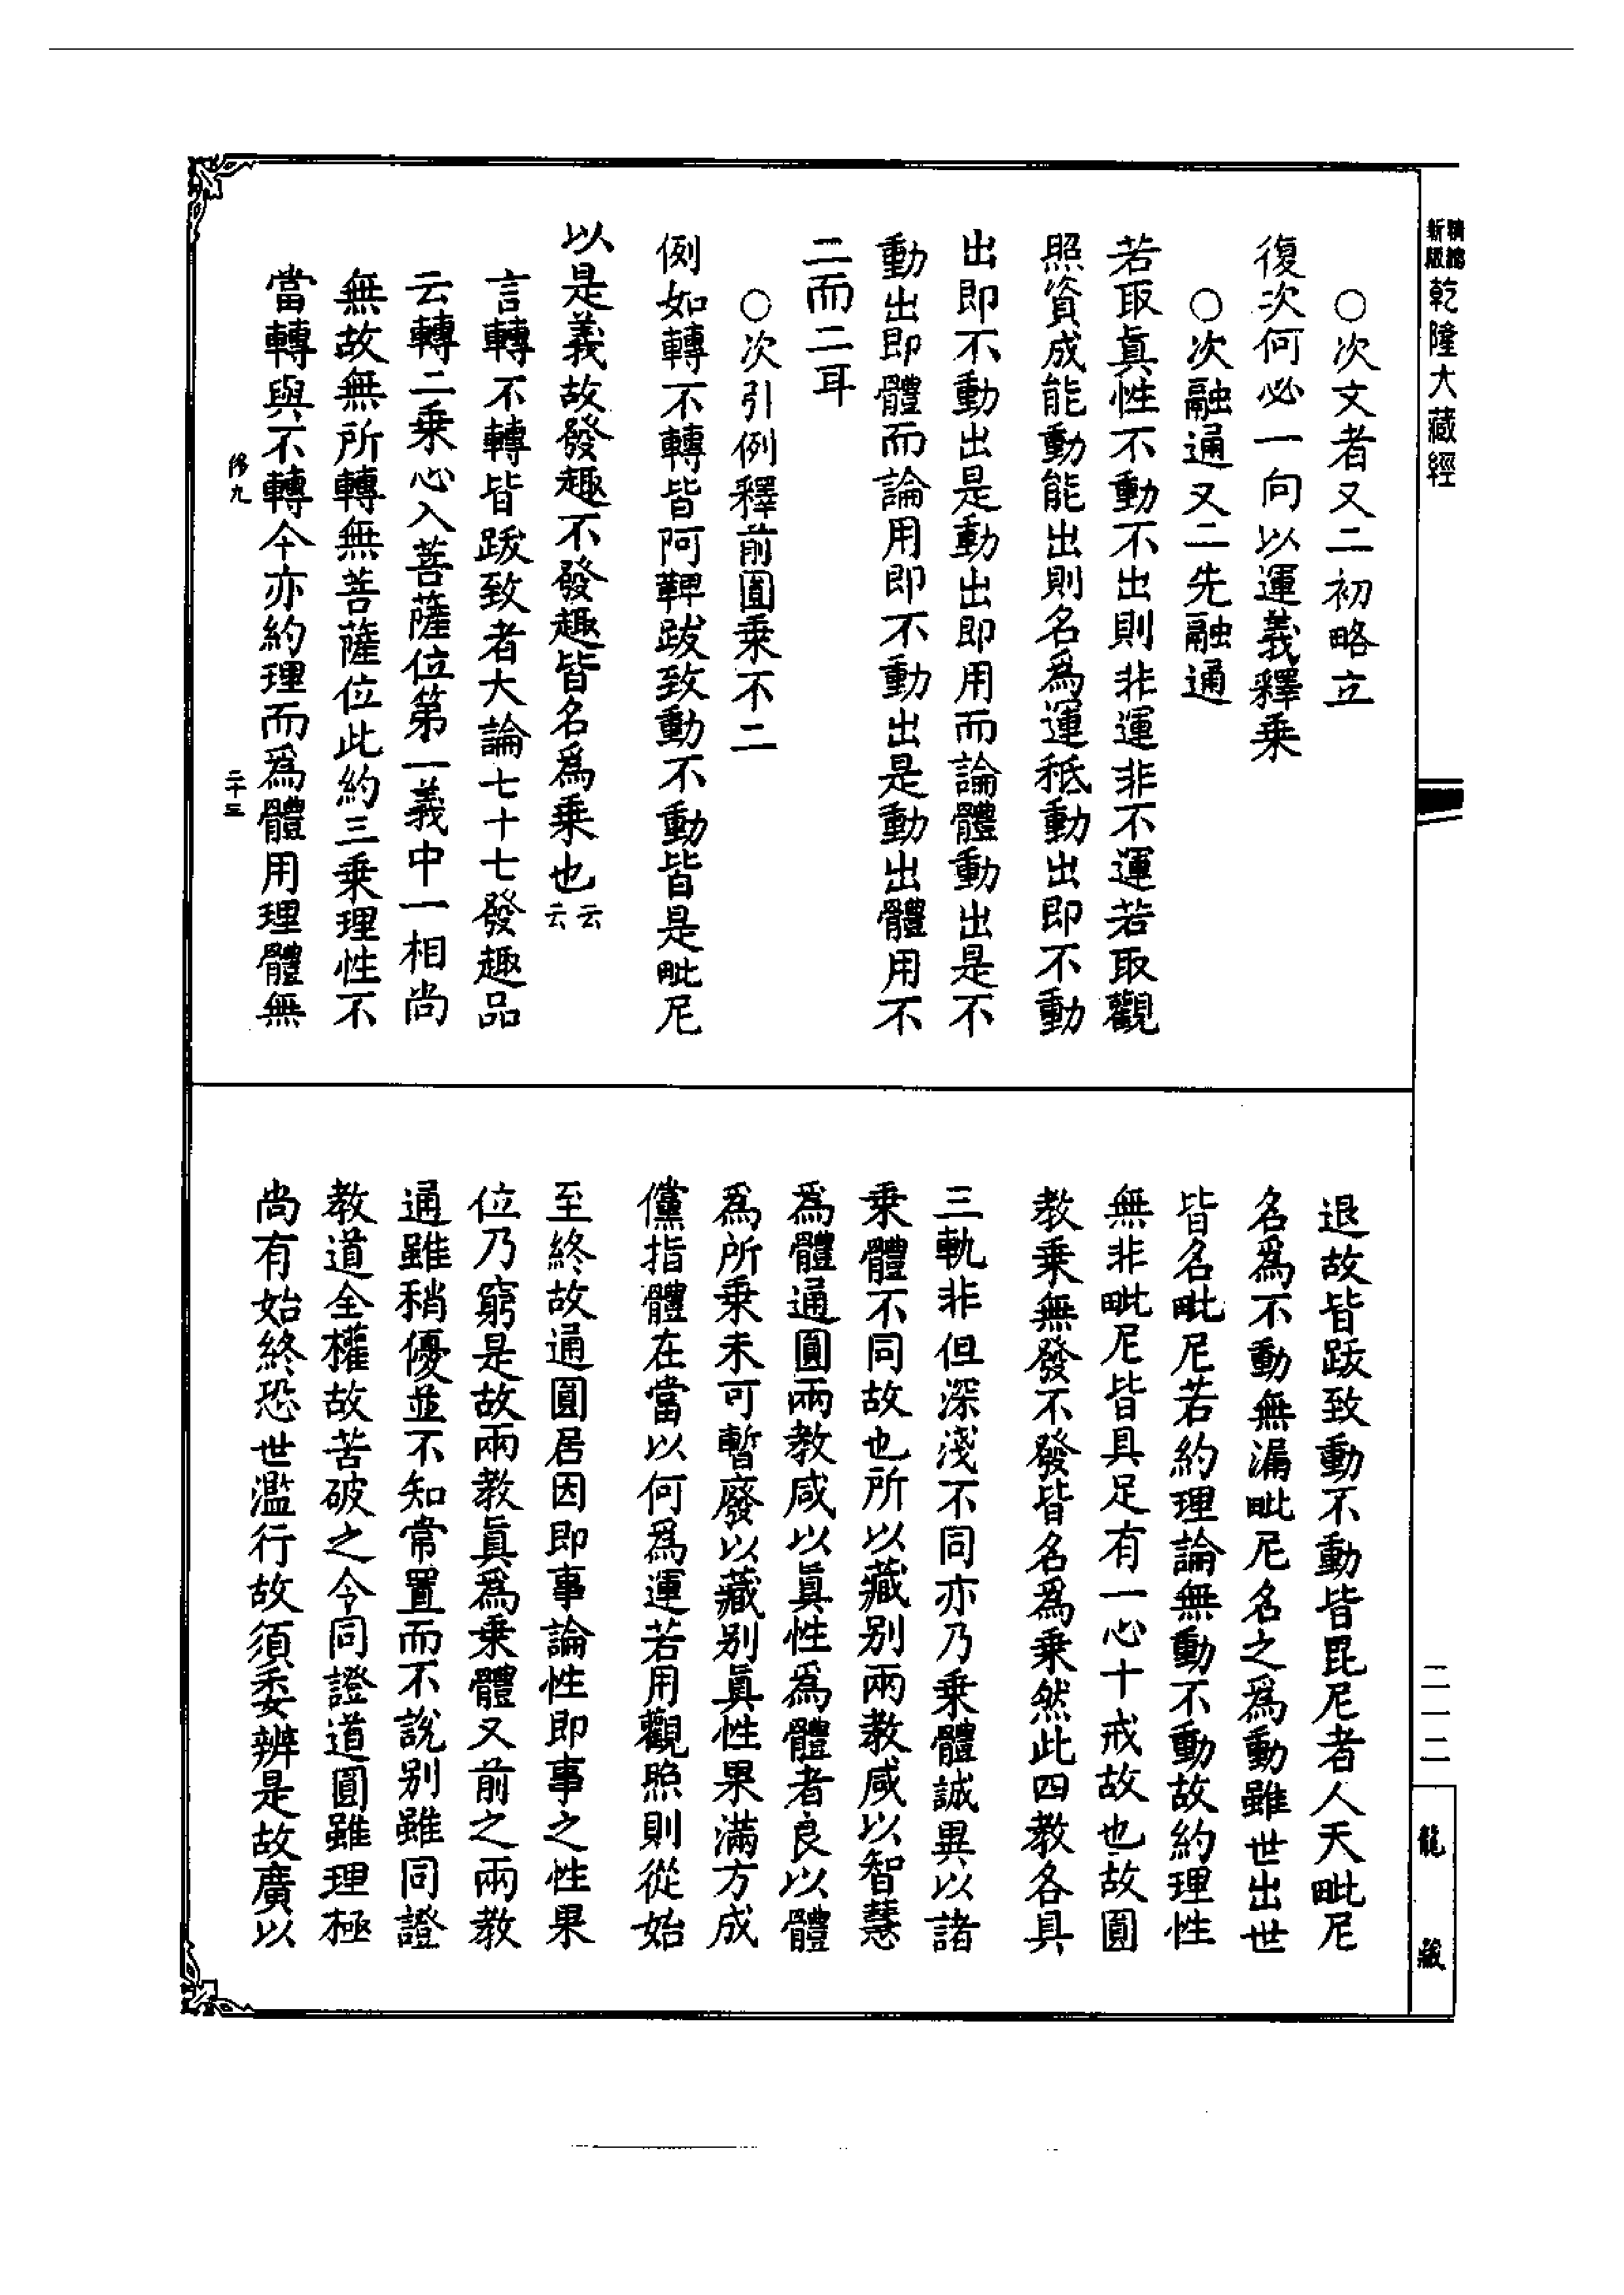 精縮新版乾隆大藏經
○次文者又二初略立
復次何必一向以運義釋乘
○次融通又二先融通
若取眞性不動不出則非運非不運若取觀
照資成能動能出則名爲運秖動出即不動
出即不動出是動出即用而論體動出是不
動出即體而論用即不動出是動出體用不
二而二耳
○次引例釋前圓乘不二
例如轉不轉皆阿鞞跋致動不動皆是毗尼
以是義故發趣不發趣皆名爲乘也云云
言轉不轉皆跋致者大論七十七發趣品
云轉二乘心入菩薩位第一義中一相尚
無故無所轉無菩薩位此約三乘理性不
當轉與不轉今亦約理而爲體用理體無
修九
二十三
退故皆跋致動不動皆毘尼者人天毗尼
名爲不動無漏毗尼名之爲動雖世出世
皆名毗尼若約理論無動不動故約理性
無非毗尼皆具足有一心十戒故也故圓
教乘無發不發皆名爲乘然此四教各具
三軌非但深淺不同亦乃乘體誠異以諸
乘體不同故也所以藏别兩教咸以智慧
爲體通圓兩教咸以眞性爲體者良以體
爲所乘未可暫廢以藏别眞性果滿方成
儻指體在當以何爲運若用觀照則從始
至終故通圓居因即事論性即事之性果
位乃窮是故兩教眞爲乘體又前之兩教
通雖稍優並不知常置而不說别雖同證
教道全權故苦破之令同證道圓雖理極
尚有始終恐世濫行故須委辨是故廣以
二一二
龍藏